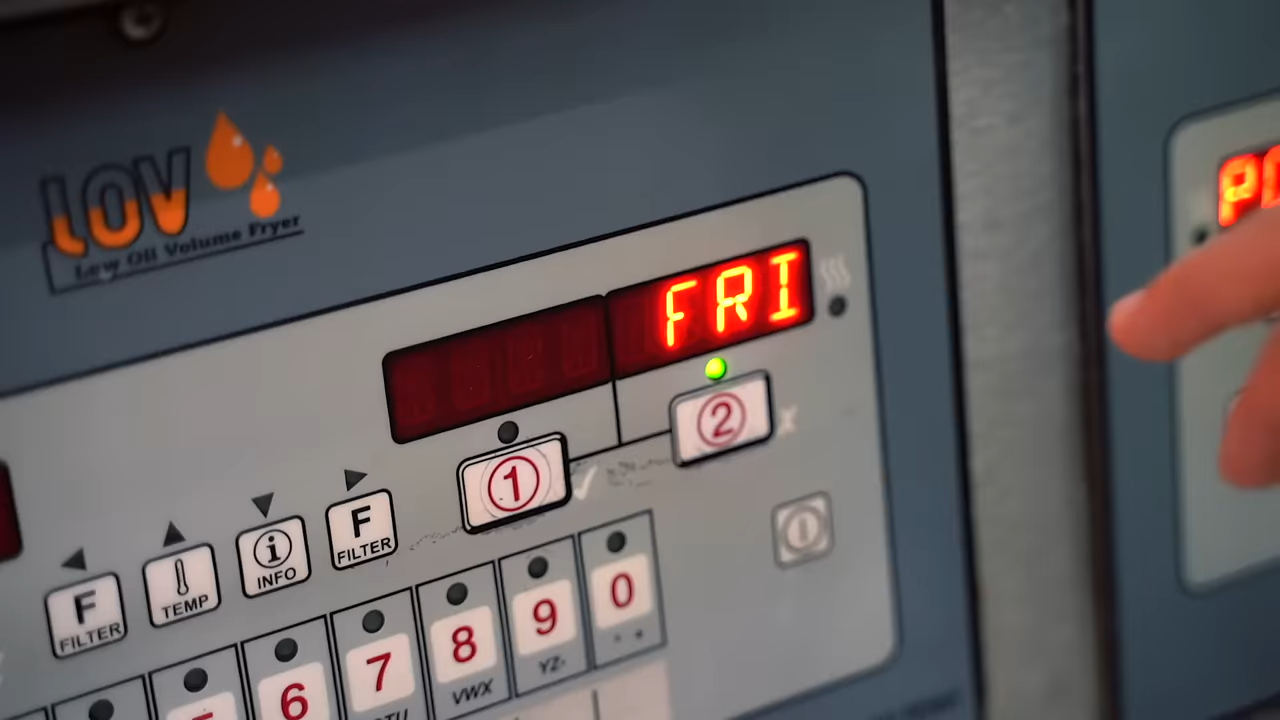 LOV
Low Oil Volume Fryer
FRI
1
2
F
FILTER
TEMP
i
INFO
F
FILTER
6
7
8
9
0
VWX
YZ-